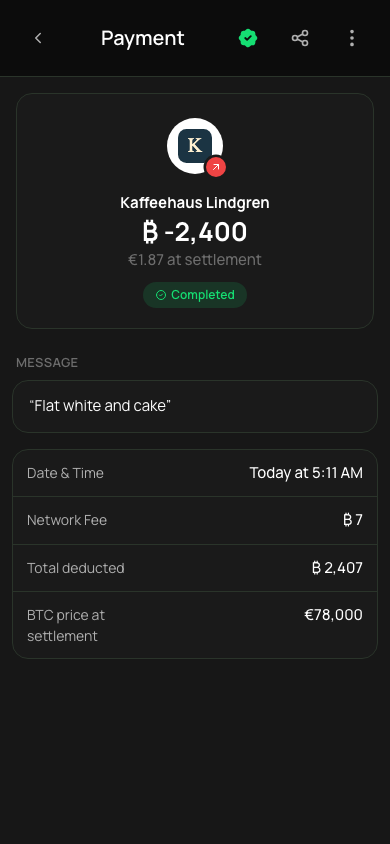 Payment
K
Kaffeehaus Lindgren
₿ -2,400
€1.87 at settlement
Completed
MESSAGE
“Flat white and cake”
Date & Time Today at 5:11 AM
Network Fee ₿ 7
Total deducted ₿ 2,407
BTC price at €78,000
settlement